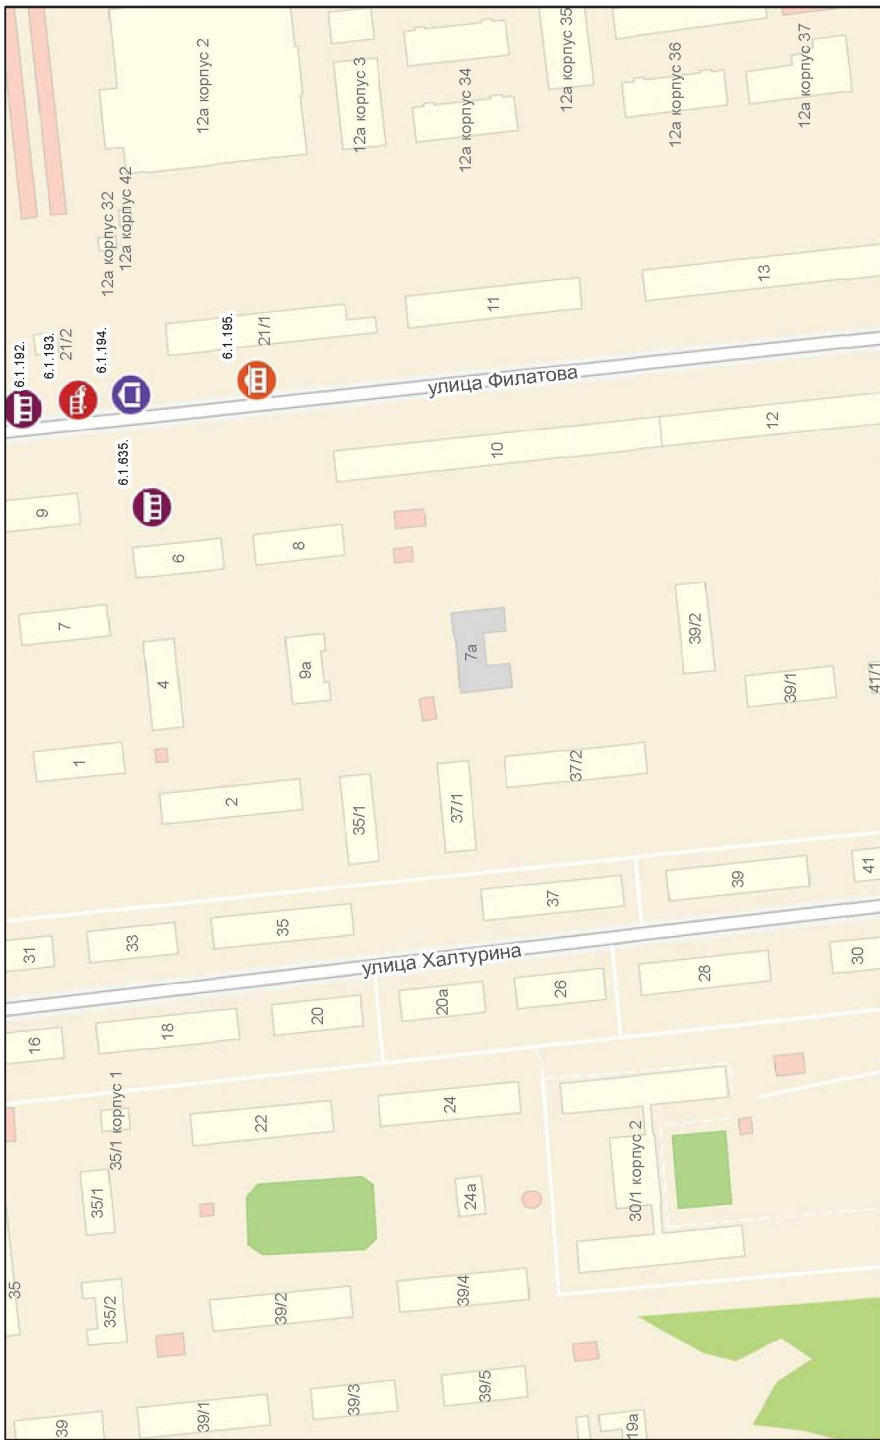 12а корпус 2
12а корпус 3
12а корпус 34
12а корпус 35
12а корпус 36
12а корпус 37
12а корпус 32
12а корпус 42
6.1.192.
6.1.193.
21/2
6.1.194.
6.1.195.
21/1
11
13
улица Филатова
6.1.635.
9
10
12
6
8
7
4
9а
7а
39/2
39/1
41/1
1
2
35/1
37/1
37/2
31
33
35
37
39
41
улица Халтурина
16
18
20
20а
26
28
30
35/1 корпус 1
22
24
35/1
24а
30/1 корпус 2
35
35/2
39/2
39/4
39
39/1
39/3
39/5
19а